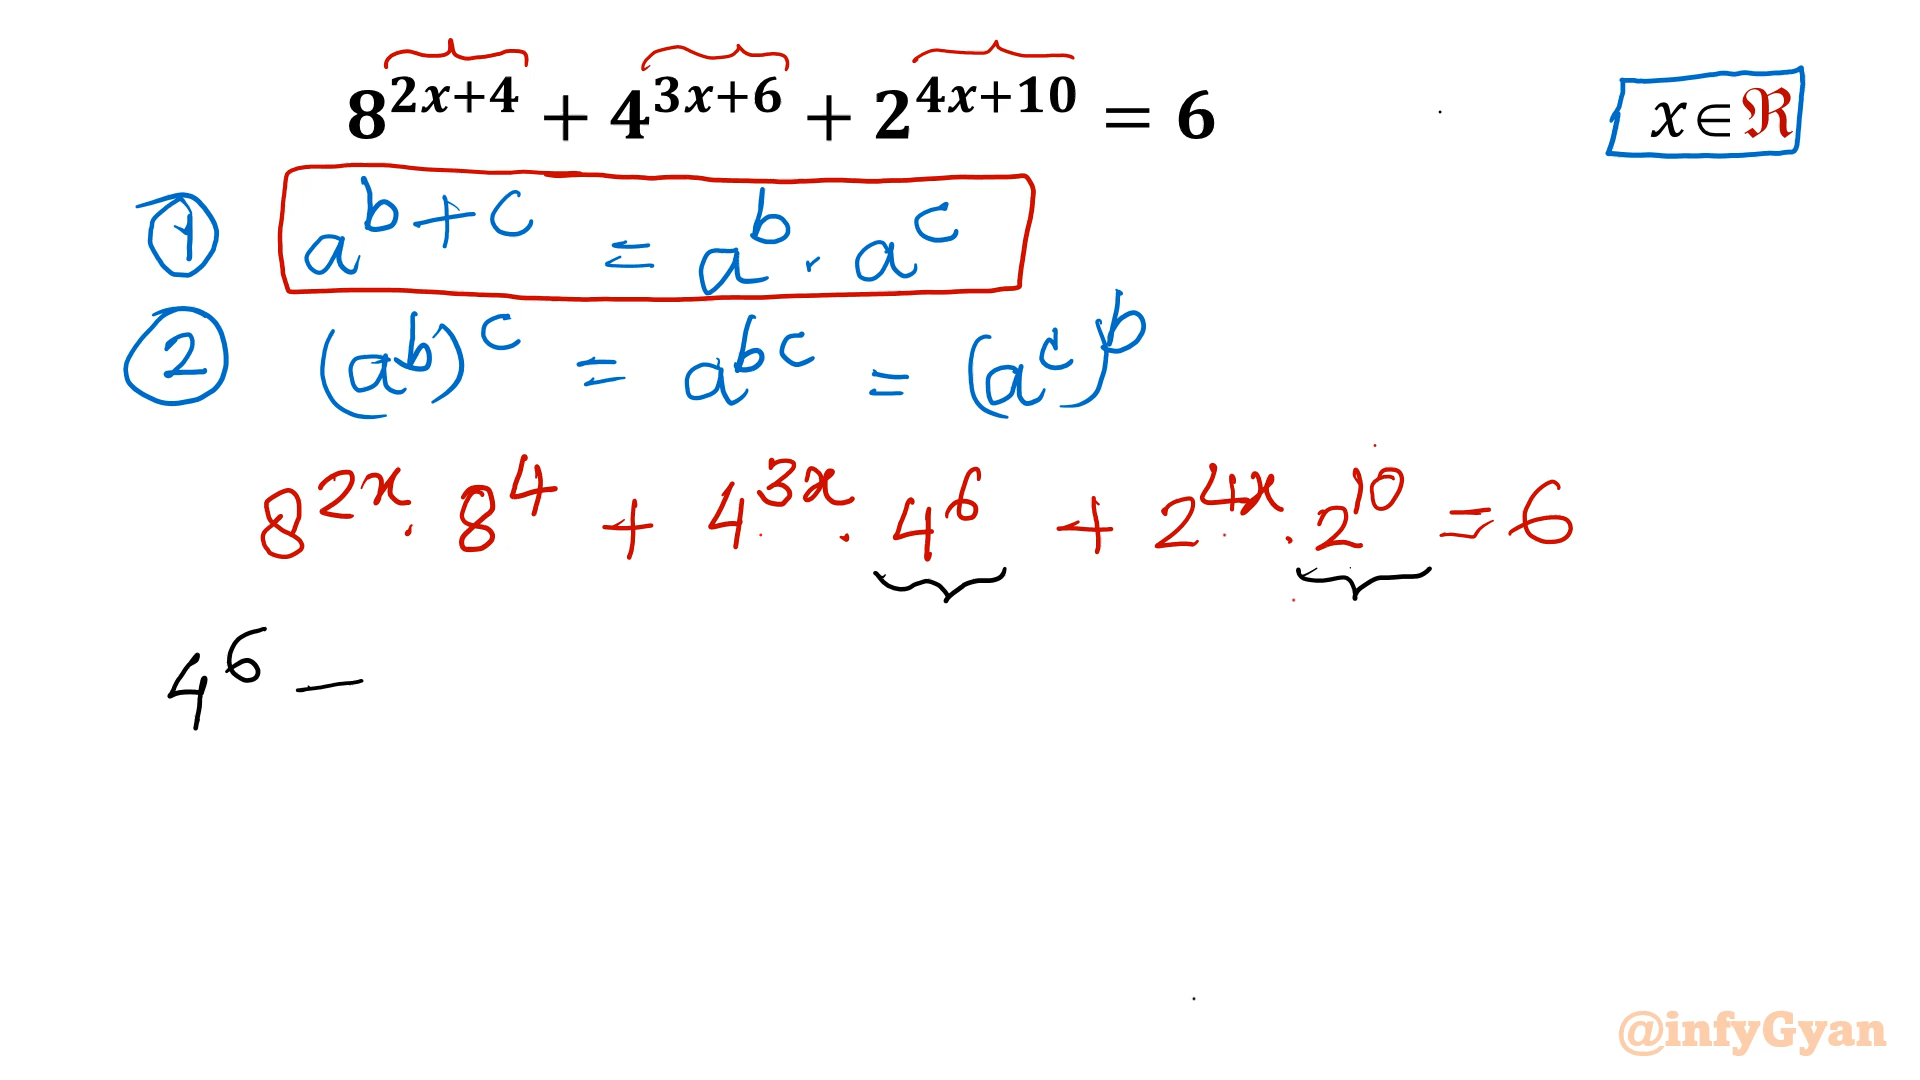 8^{2x+4} + 4^{3x+6} + 2^{4x+10} = 6
x ∈ ℜ
1 a^{b+c} = a^b · a^c
2 (a^b)^c = a^{bc} = (a^c)^b
8^{2x} · 8^4 + 4^{3x} · 4^6 + 2^{4x} · 2^{10} = 6
4^6 —
@infyGyan